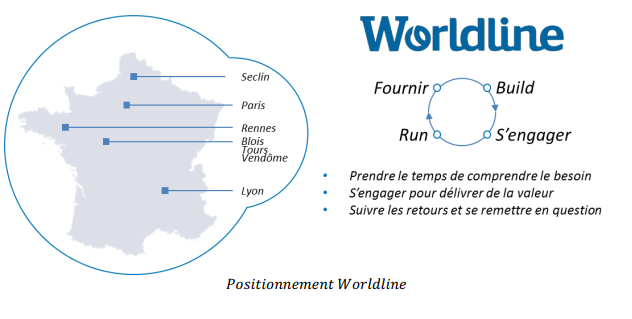 Worldline
Seclin
Paris
Rennes
Blois
Tours
Vendôme
Lyon
Fournir
Build
Run
S'engager
• Prendre le temps de comprendre le besoin
• S'engager pour délivrer de la valeur
• Suivre les retours et se remettre en question
Positionnement Worldline